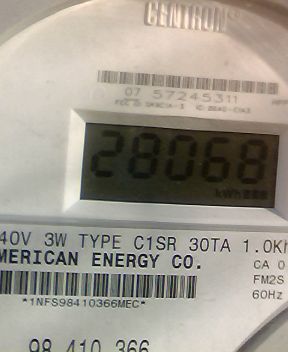 CENTRON
07 57245311
28068
kWh
40V 3W TYPE C1SR 30TA 1.0Kh
MERICAN ENERGY CO.
CA 0
FM2S
60Hz
*1NFS98410366MEC*
98 410 366